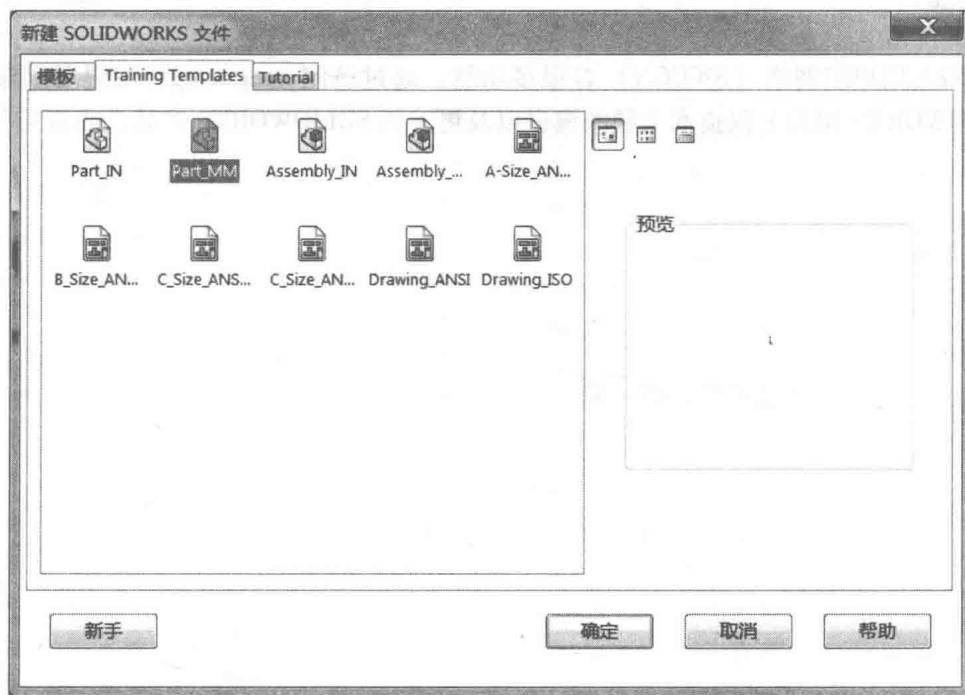 新建 SOLIDWORKS 文件
模板 Training Templates Tutorial
Part_IN Part_MM Assembly_IN Assembly_... A-Size_AN...
预览
B_Size_AN... C_Size_ANS... C_Size_AN... Drawing_ANSI Drawing_ISO
新手 确定 取消 帮助